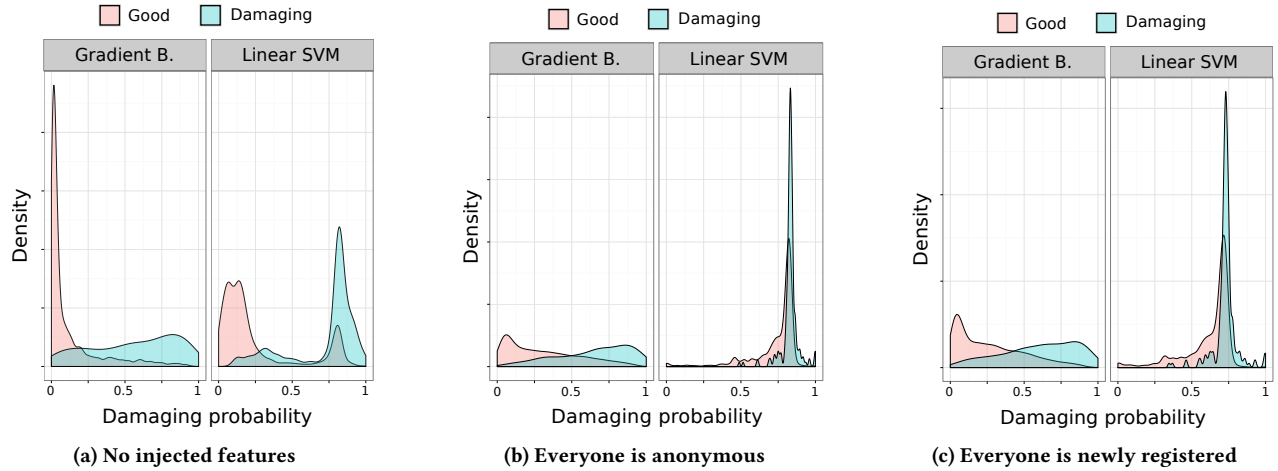 Good Damaging
Gradient B. Linear SVM
Density
0 0.5 1 0 0.5 1
Damaging probability
(a) No injected features
Good Damaging
Gradient B. Linear SVM
Density
0 0.5 1 0 0.5 1
Damaging probability
(b) Everyone is anonymous
Good Damaging
Gradient B. Linear SVM
Density
0 0.5 1 0 0.5 1
Damaging probability
(c) Everyone is newly registered